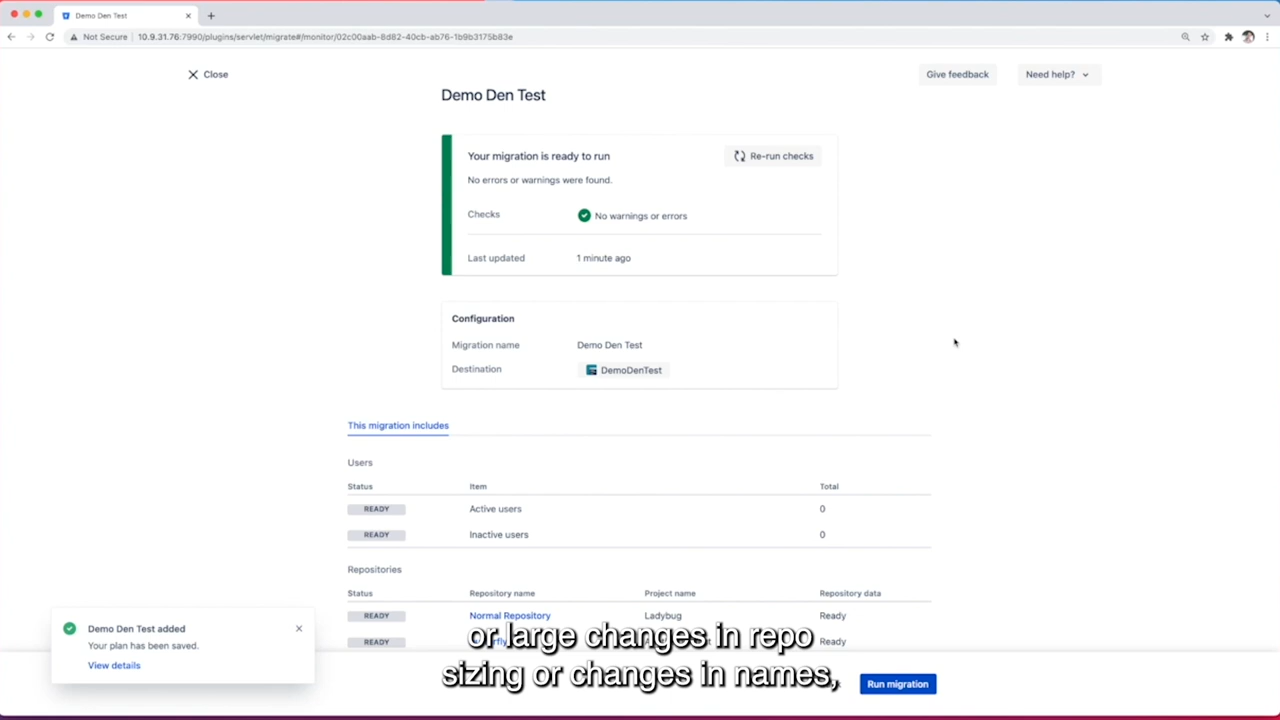 Demo Den Test
Not Secure 10.9.31.76:7990/plugins/servlet/migrate#/monitor/02c00aab-8d82-40cb-ab76-1b9b3175b83e
Close
Give feedback
Need help?
Demo Den Test
Your migration is ready to run
Re-run checks
No errors or warnings were found.
Checks No warnings or errors
Last updated 1 minute ago
Configuration
Migration name Demo Den Test
Destination DemoDenTest
This migration includes
Users
Status Item Total
READY Active users 0
READY Inactive users 0
Repositories
Status Repository name Project name Repository data
READY Normal Repository Ladybug Ready
READY Ready
Demo Den Test added
Your plan has been saved.
View details
or large changes in repo
sizing or changes in names,
Run migration